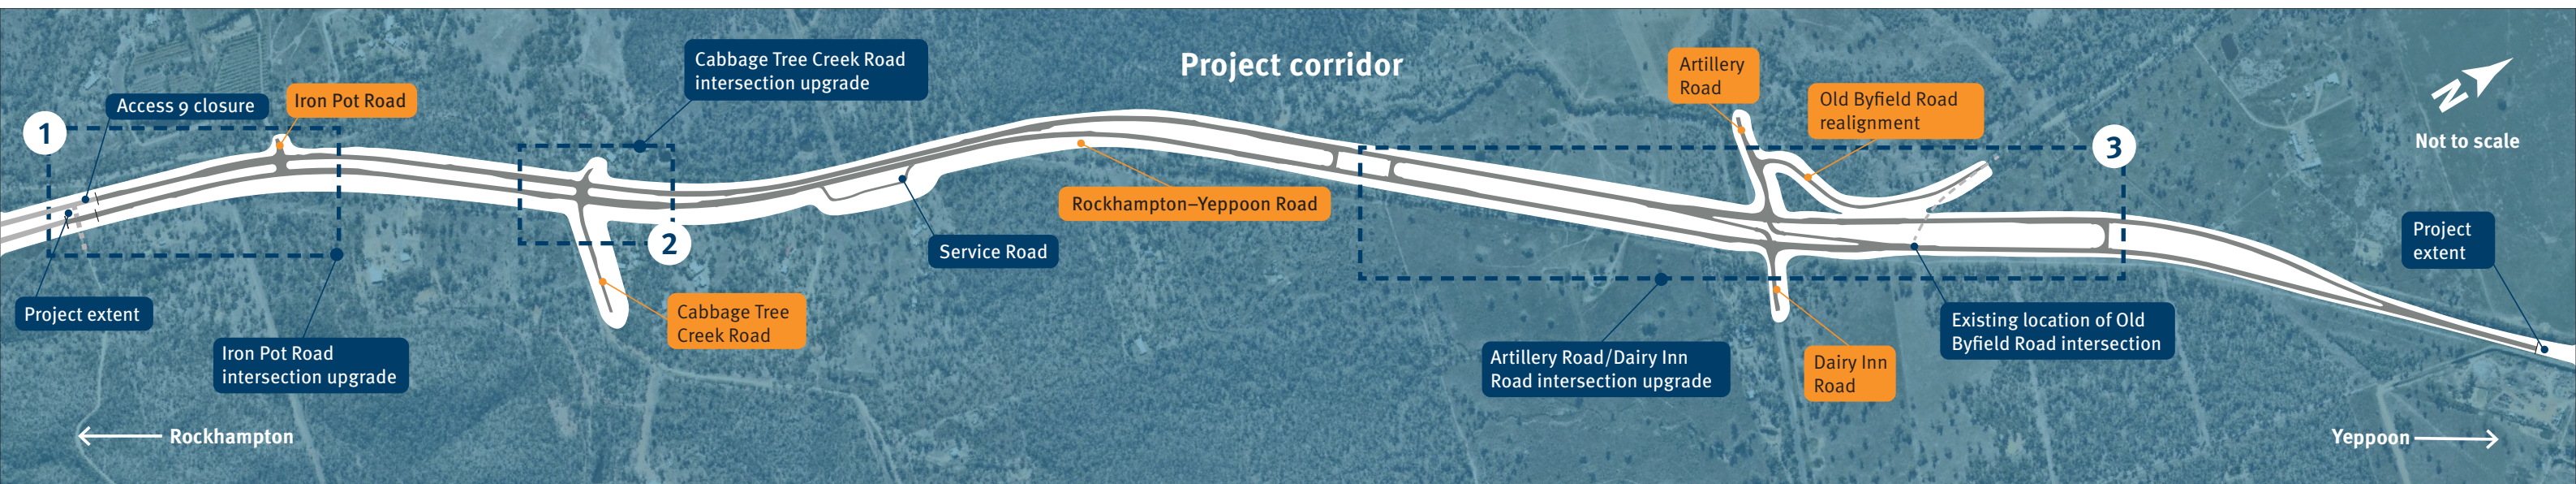 Project corridor
Cabbage Tree Creek Road
intersection upgrade
Artillery
Road
Old Byfield Road
realignment
N
Not to scale
1
Access 9 closure
Iron Pot Road
3
Rockhampton–Yeppoon Road
2
Service Road
Project
extent
Project extent
Cabbage Tree
Creek Road
Existing location of Old
Byfield Road intersection
Iron Pot Road
intersection upgrade
Artillery Road/Dairy Inn
Road intersection upgrade
Dairy Inn
Road
Rockhampton
Yeppoon